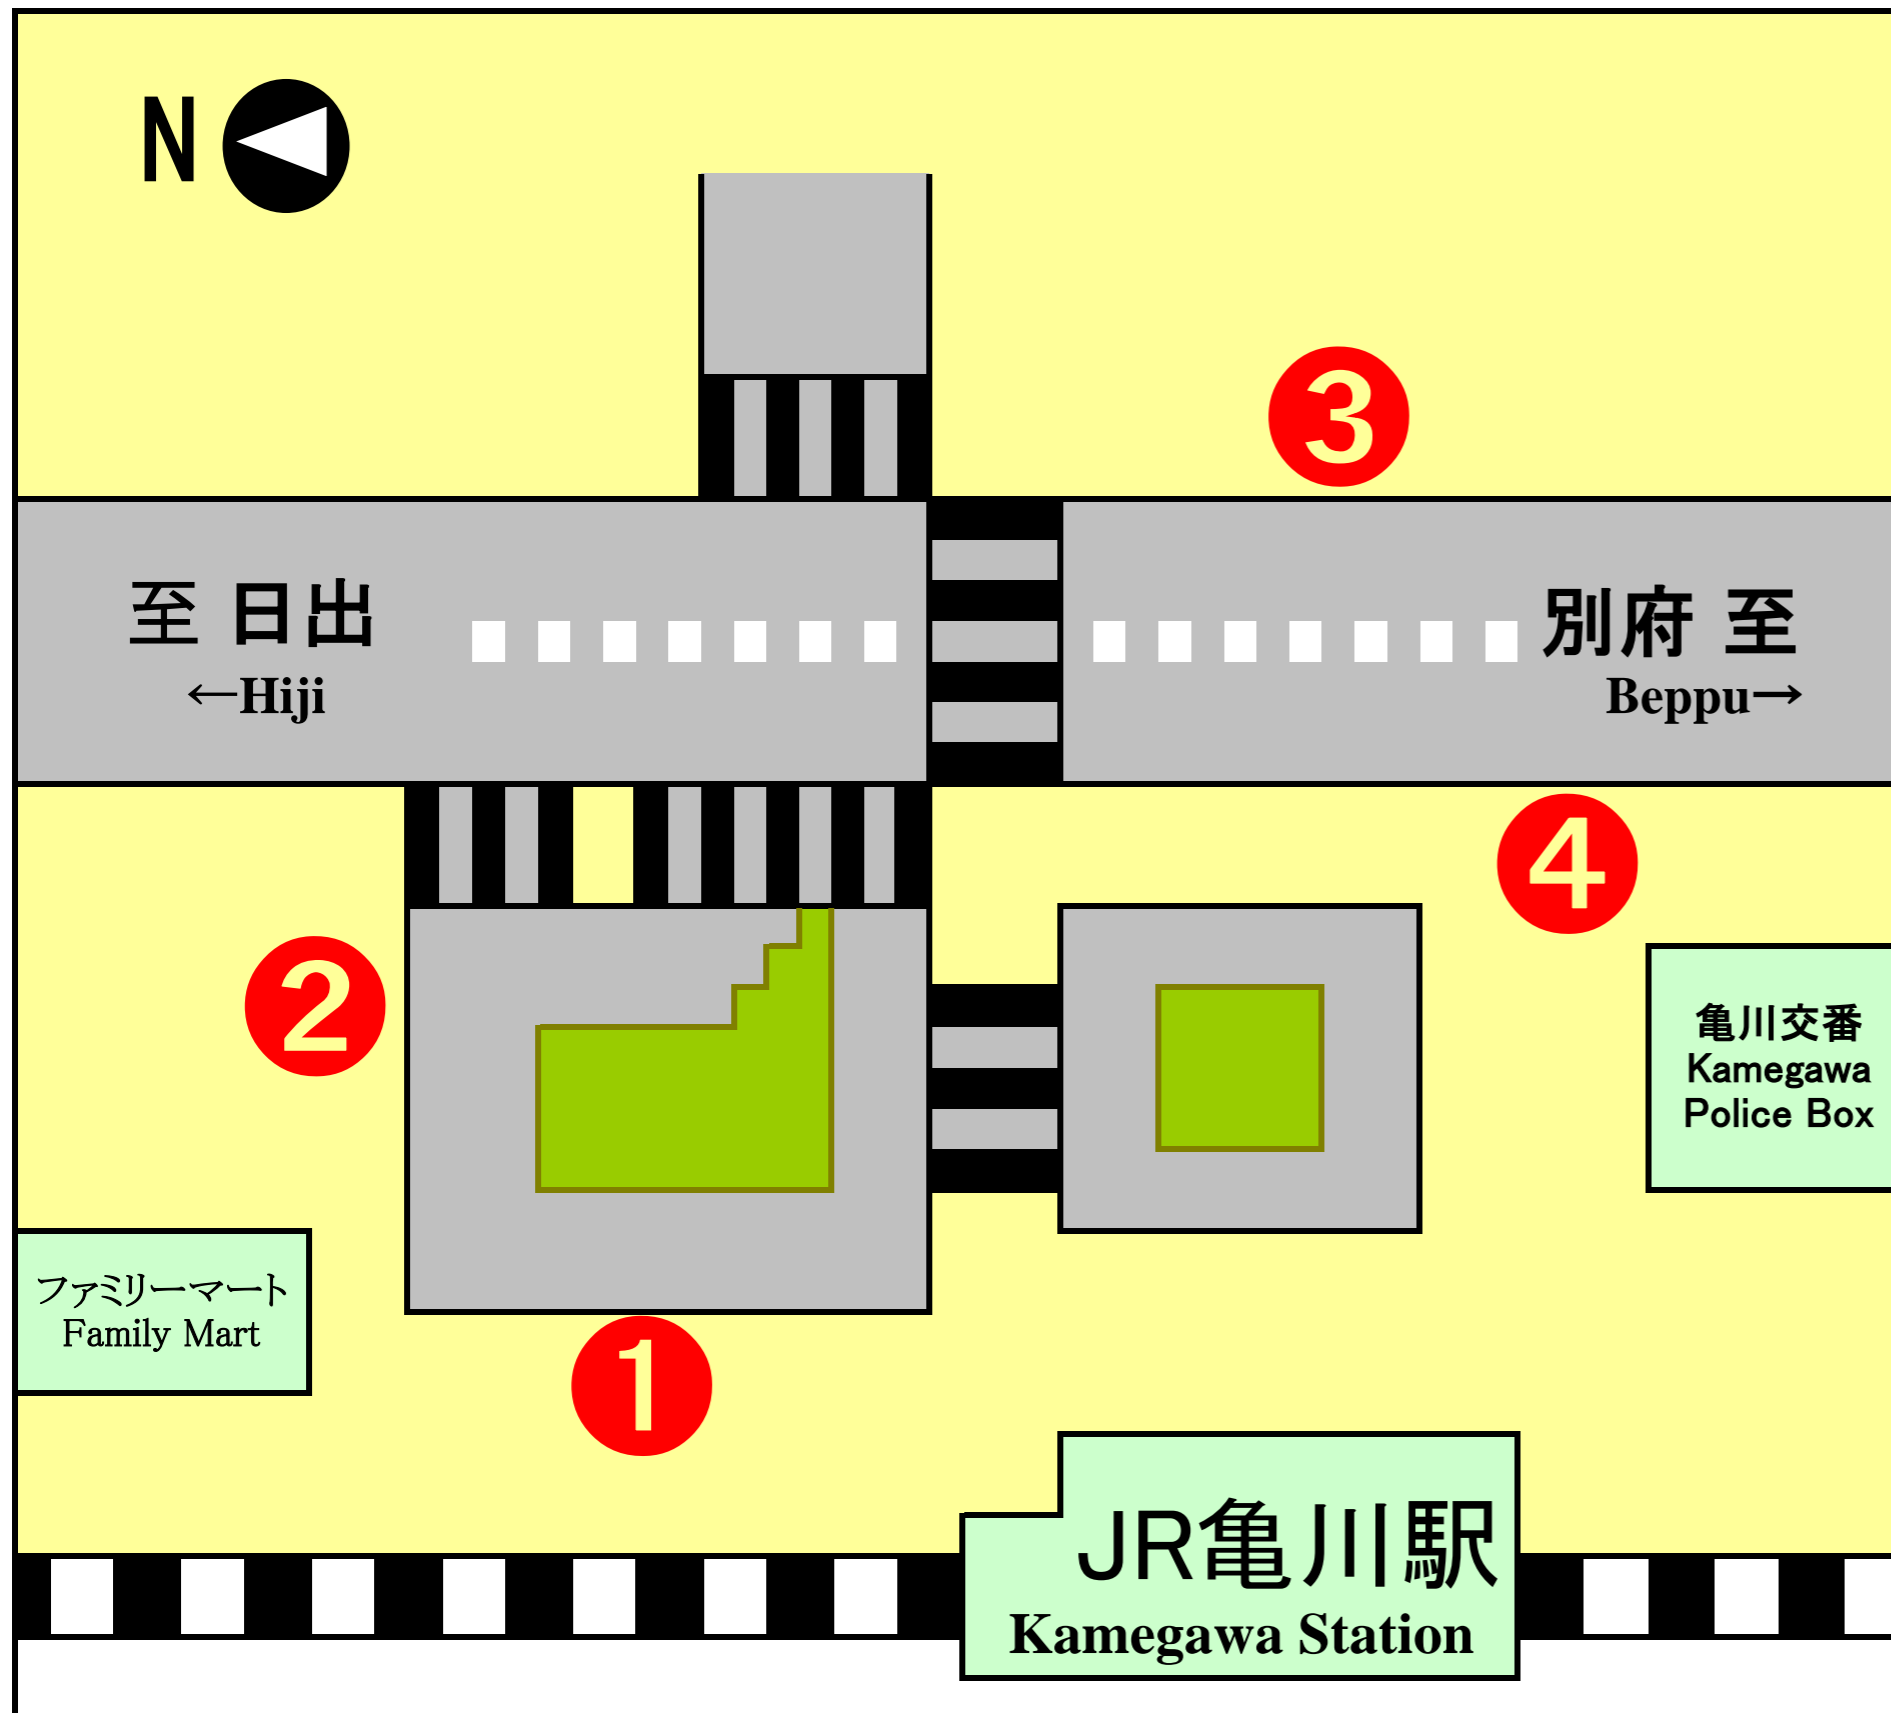 N
3
至 日出
←Hiji
別府 至
Beppu→
4
2
亀川交番
Kamegawa
Police Box
ファミリーマート
Family Mart
1
JR亀川駅
Kamegawa Station